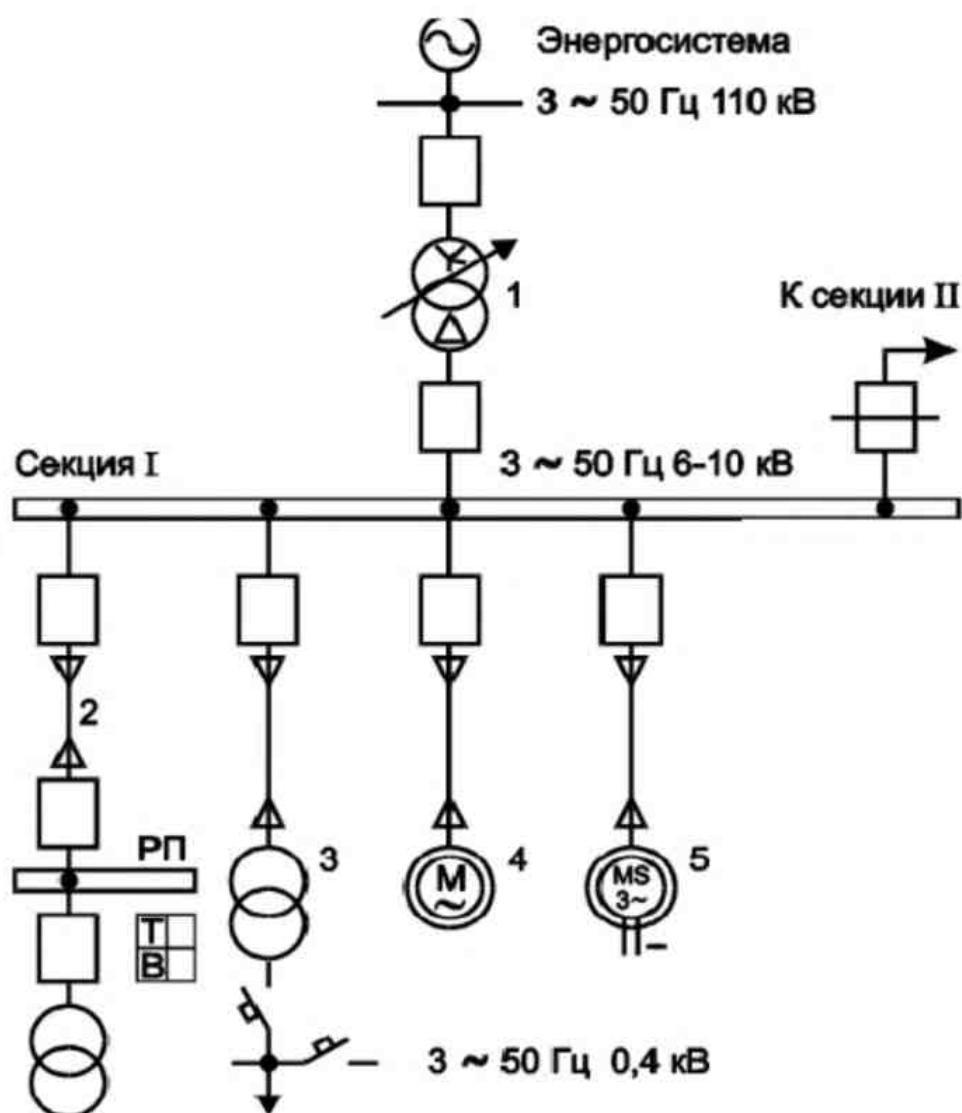 Энергосистема
3 ~ 50 Гц 110 кВ
1
К секции II
Секция I
3 ~ 50 Гц 6-10 кВ
2
РП
3
4
5
М
~
MS
3~
Т
В
3 ~ 50 Гц 0,4 кВ